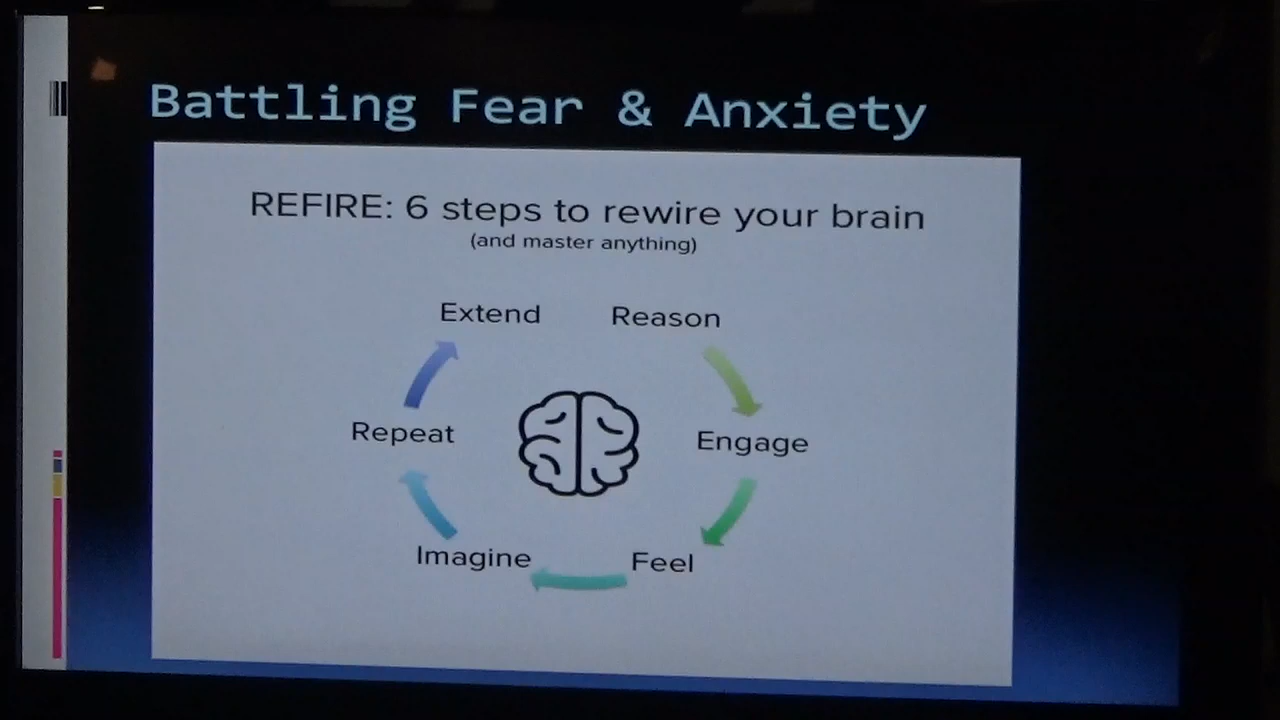 Battling Fear & Anxiety
REFIRE: 6 steps to rewire your brain
(and master anything)
Extend
Reason
Repeat
Engage
Imagine
Feel